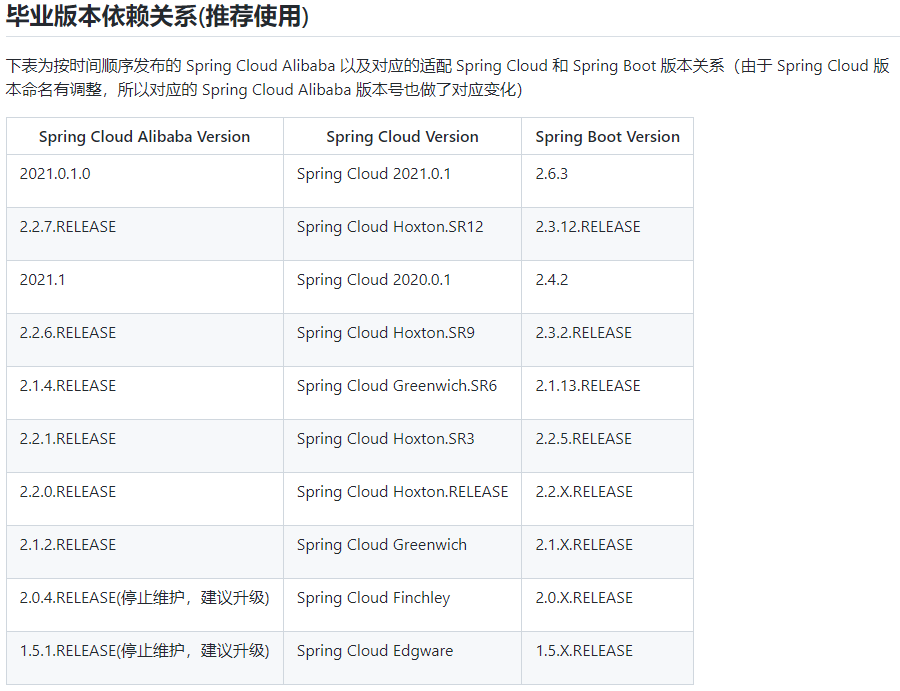 毕业版本依赖关系(推荐使用)
下表为按时间顺序发布的 Spring Cloud Alibaba 以及对应的适配 Spring Cloud 和 Spring Boot 版本关系（由于 Spring Cloud 版
本命名有调整，所以对应的 Spring Cloud Alibaba 版本号也做了对应变化）
Spring Cloud Alibaba Version Spring Cloud Version Spring Boot Version
2021.0.1.0 Spring Cloud 2021.0.1 2.6.3
2.2.7.RELEASE Spring Cloud Hoxton.SR12 2.3.12.RELEASE
2021.1 Spring Cloud 2020.0.1 2.4.2
2.2.6.RELEASE Spring Cloud Hoxton.SR9 2.3.2.RELEASE
2.1.4.RELEASE Spring Cloud Greenwich.SR6 2.1.13.RELEASE
2.2.1.RELEASE Spring Cloud Hoxton.SR3 2.2.5.RELEASE
2.2.0.RELEASE Spring Cloud Hoxton.RELEASE 2.2.X.RELEASE
2.1.2.RELEASE Spring Cloud Greenwich 2.1.X.RELEASE
2.0.4.RELEASE(停止维护，建议升级) Spring Cloud Finchley 2.0.X.RELEASE
1.5.1.RELEASE(停止维护，建议升级) Spring Cloud Edgware 1.5.X.RELEASE